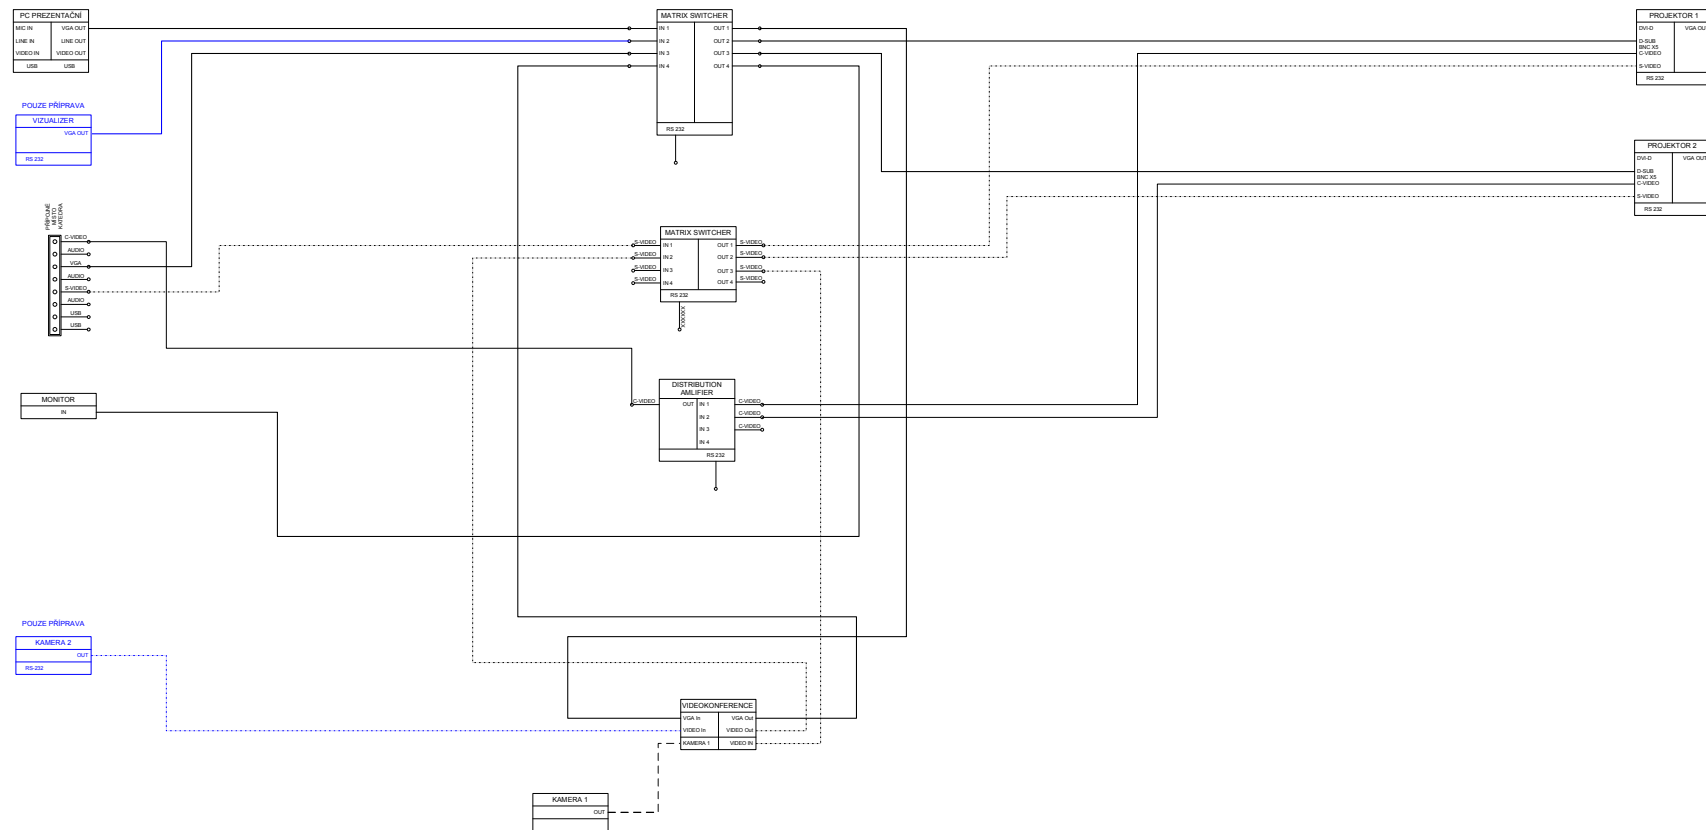 PC PREZENTAČNÍ
MIC IN VGA OUT
LINE IN LINE OUT
VIDEO IN VIDEO OUT
USB USB
POUZE PŘÍPRAVA
VIZUALIZER
VGA OUT
RS 232
PŘÍPOJNÉ
MÍSTO
KATEDRA
C-VIDEO
AUDIO
VGA
AUDIO
S-VIDEO
AUDIO
USB
USB
MONITOR
IN
POUZE PŘÍPRAVA
KAMERA 2
OUT
RS-232
MATRIX SWITCHER
IN 1 OUT 1
IN 2 OUT 2
IN 3 OUT 3
IN 4 OUT 4
RS 232
MATRIX SWITCHER
S-VIDEO IN 1 OUT 1 S-VIDEO
S-VIDEO IN 2 OUT 2 S-VIDEO
S-VIDEO IN 3 OUT 3 S-VIDEO
S-VIDEO IN 4 OUT 4 S-VIDEO
RS 232
XXXXXX
DISTRIBUTION
AMLIFIER
C-VIDEO OUT IN 1 C-VIDEO
IN 2 C-VIDEO
IN 3 C-VIDEO
IN 4
RS 232
VIDEOKONFERENCE
VGA In VGA Out
VIDEO In VIDEO Out
KAMERA 1 VIDEO IN
KAMERA 1
OUT
PROJEKTOR 1
DVI-D VGA OU
D-SUB
BNC X5
C-VIDEO
S-VIDEO
RS 232
PROJEKTOR 2
DVI-D VGA OUT
D-SUB
BNC X5
C-VIDEO
S-VIDEO
RS 232